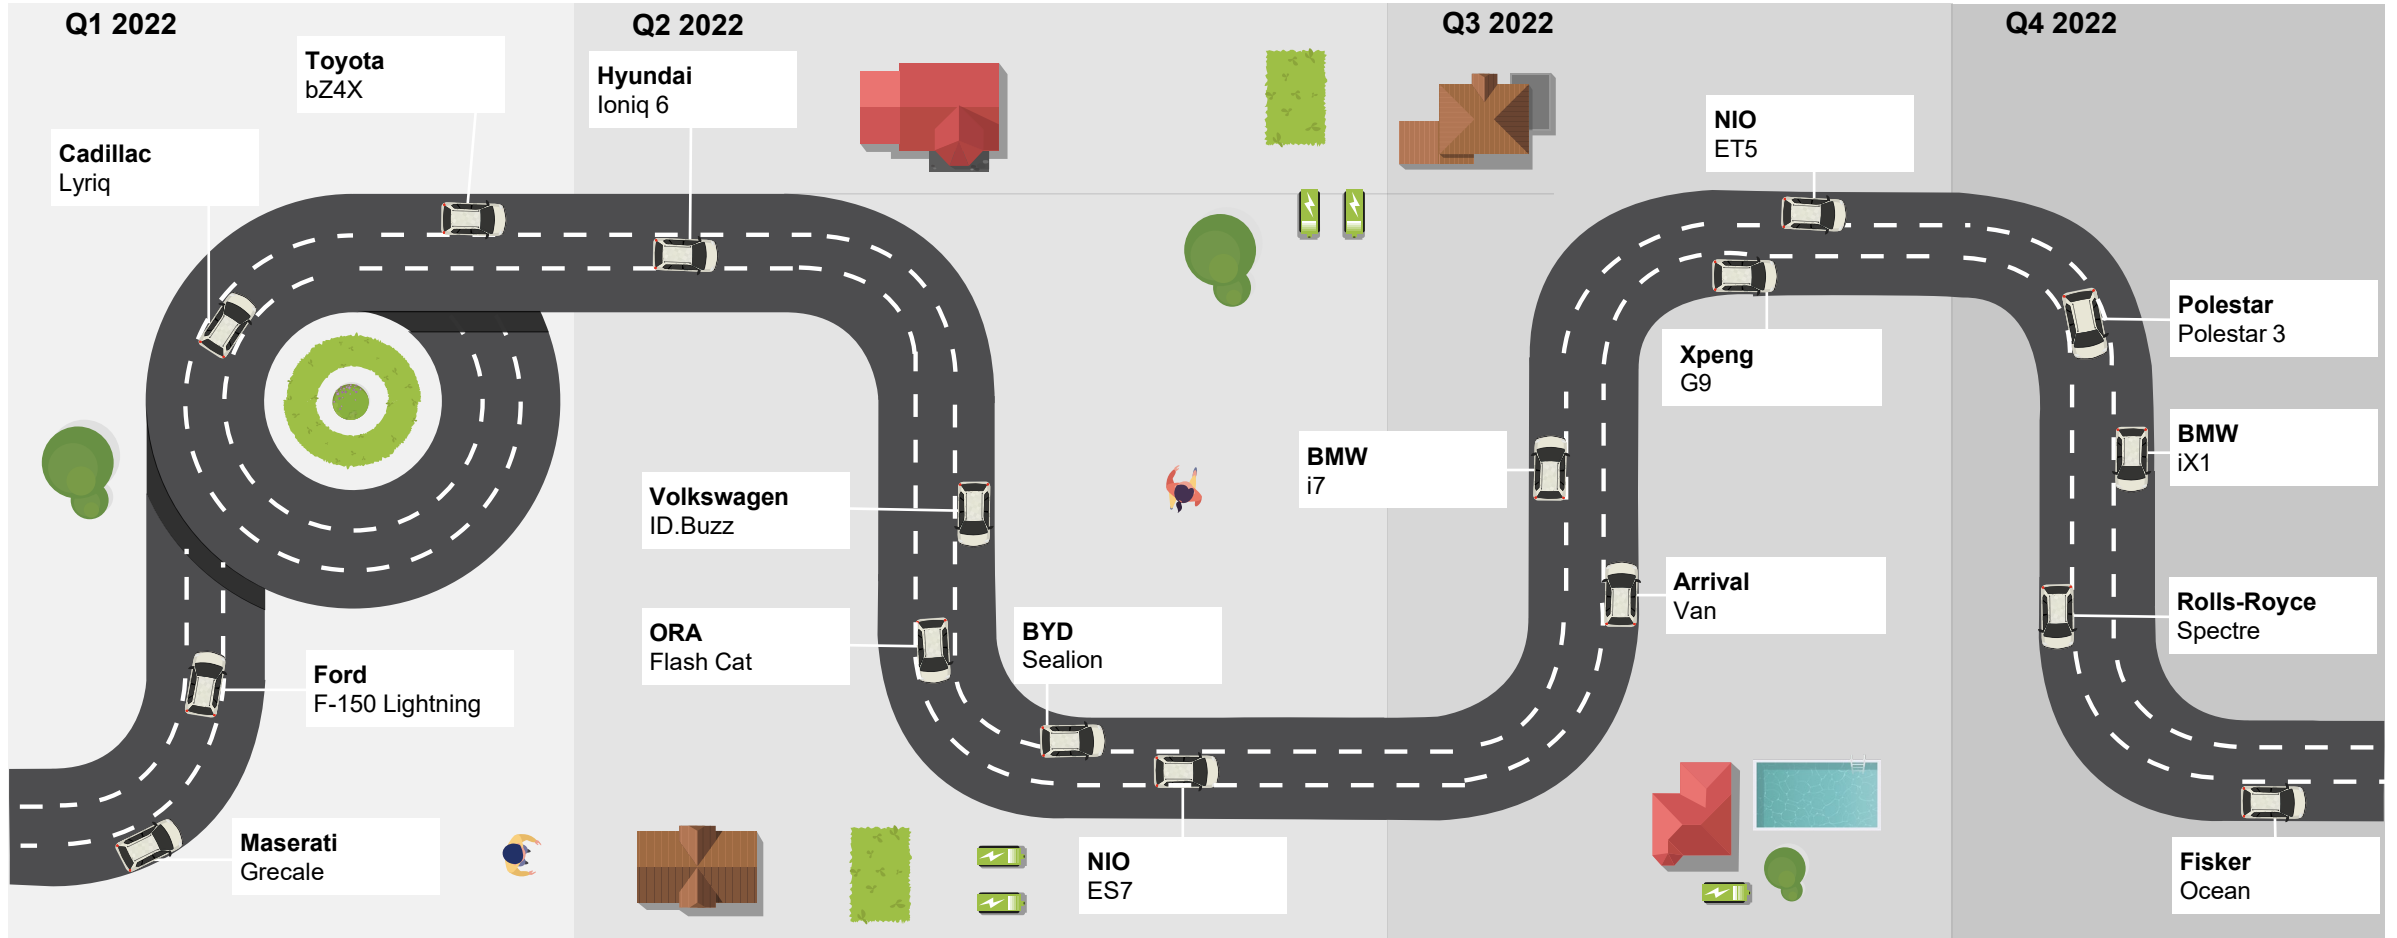 Q1 2022
Q2 2022
Q3 2022
Q4 2022
Toyota
bZ4X
Cadillac
Lyriq
Ford
F-150 Lightning
Maserati
Grecale
Hyundai
Ioniq 6
Volkswagen
ID.Buzz
ORA
Flash Cat
BYD
Sealion
NIO
ES7
BMW
i7
Arrival
Van
Xpeng
G9
NIO
ET5
Polestar
Polestar 3
BMW
iX1
Rolls-Royce
Spectre
Fisker
Ocean